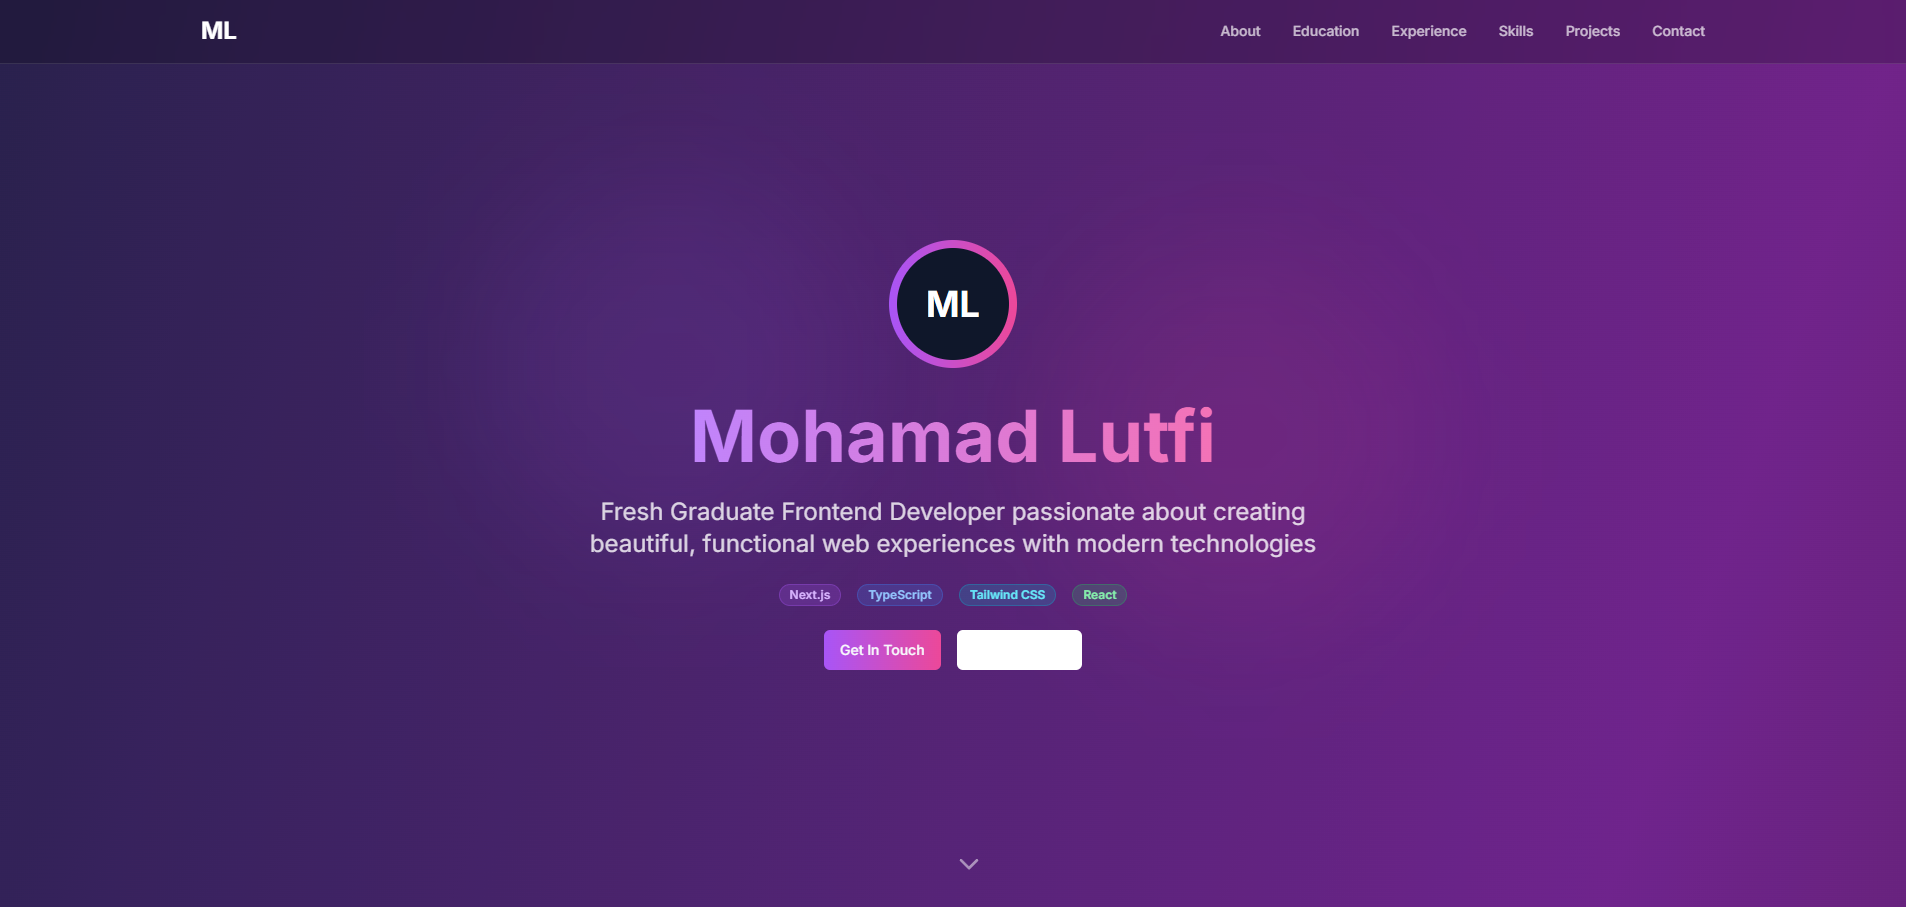 ML
About
Education
Experience
Skills
Projects
Contact
ML
Mohamad Lutfi
Fresh Graduate Frontend Developer passionate about creating
beautiful, functional web experiences with modern technologies
Next.js
TypeScript
Tailwind CSS
React
Get In Touch